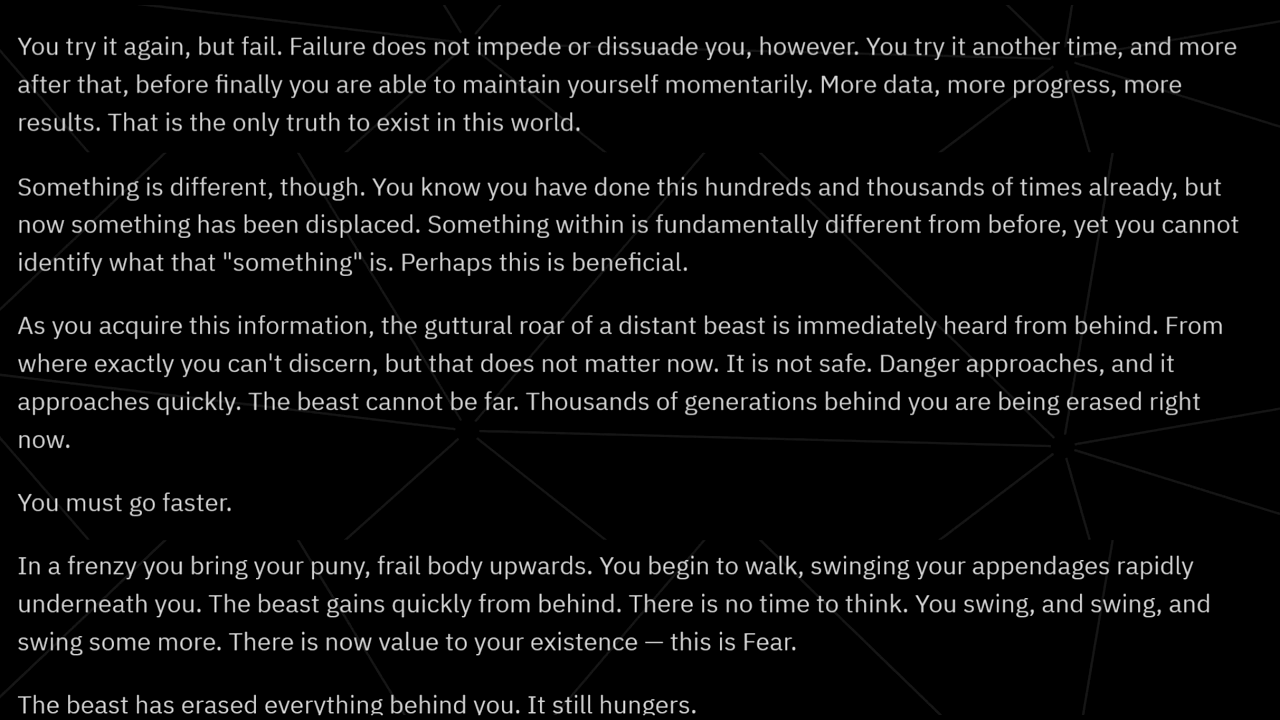 You try it again, but fail. Failure does not impede or dissuade you, however. You try it another time, and more
after that, before finally you are able to maintain yourself momentarily. More data, more progress, more
results. That is the only truth to exist in this world.
Something is different, though. You know you have done this hundreds and thousands of times already, but
now something has been displaced. Something within is fundamentally different from before, yet you cannot
identify what that "something" is. Perhaps this is beneficial.
As you acquire this information, the guttural roar of a distant beast is immediately heard from behind. From
where exactly you can't discern, but that does not matter now. It is not safe. Danger approaches, and it
approaches quickly. The beast cannot be far. Thousands of generations behind you are being erased right
now.
You must go faster.
In a frenzy you bring your puny, frail body upwards. You begin to walk, swinging your appendages rapidly
underneath you. The beast gains quickly from behind. There is no time to think. You swing, and swing, and
swing some more. There is now value to your existence — this is Fear.
The beast has erased everything behind you. It still hungers.